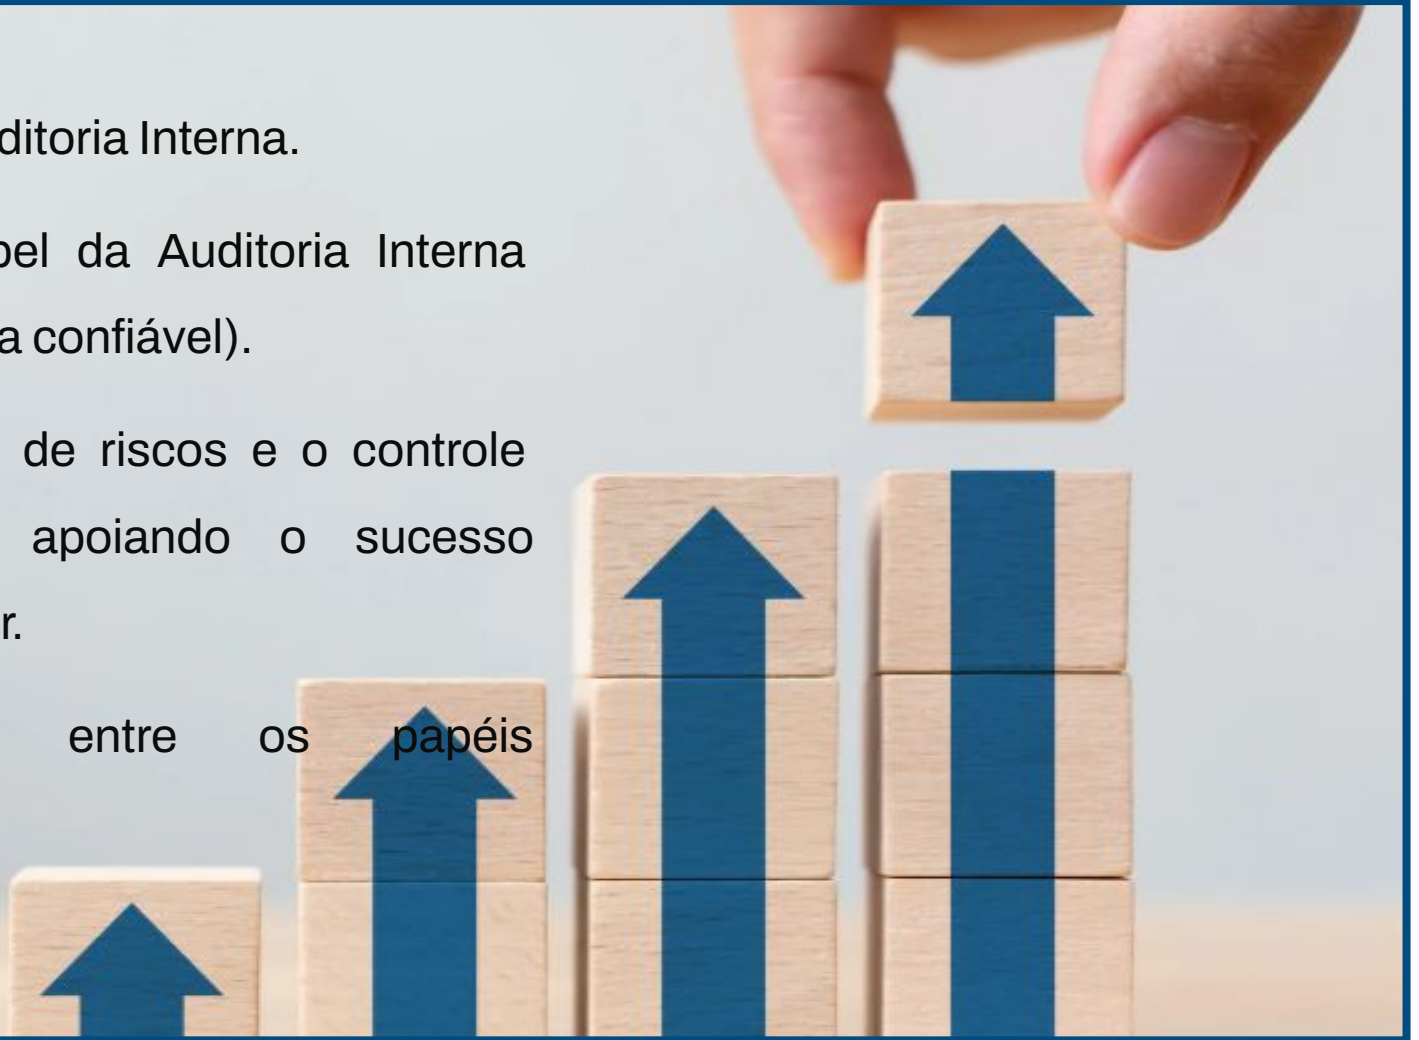 ditoria Interna.
pel da Auditoria Interna
a confiável).
de riscos e o controle
apoiando o sucesso
r.
entre os papéis